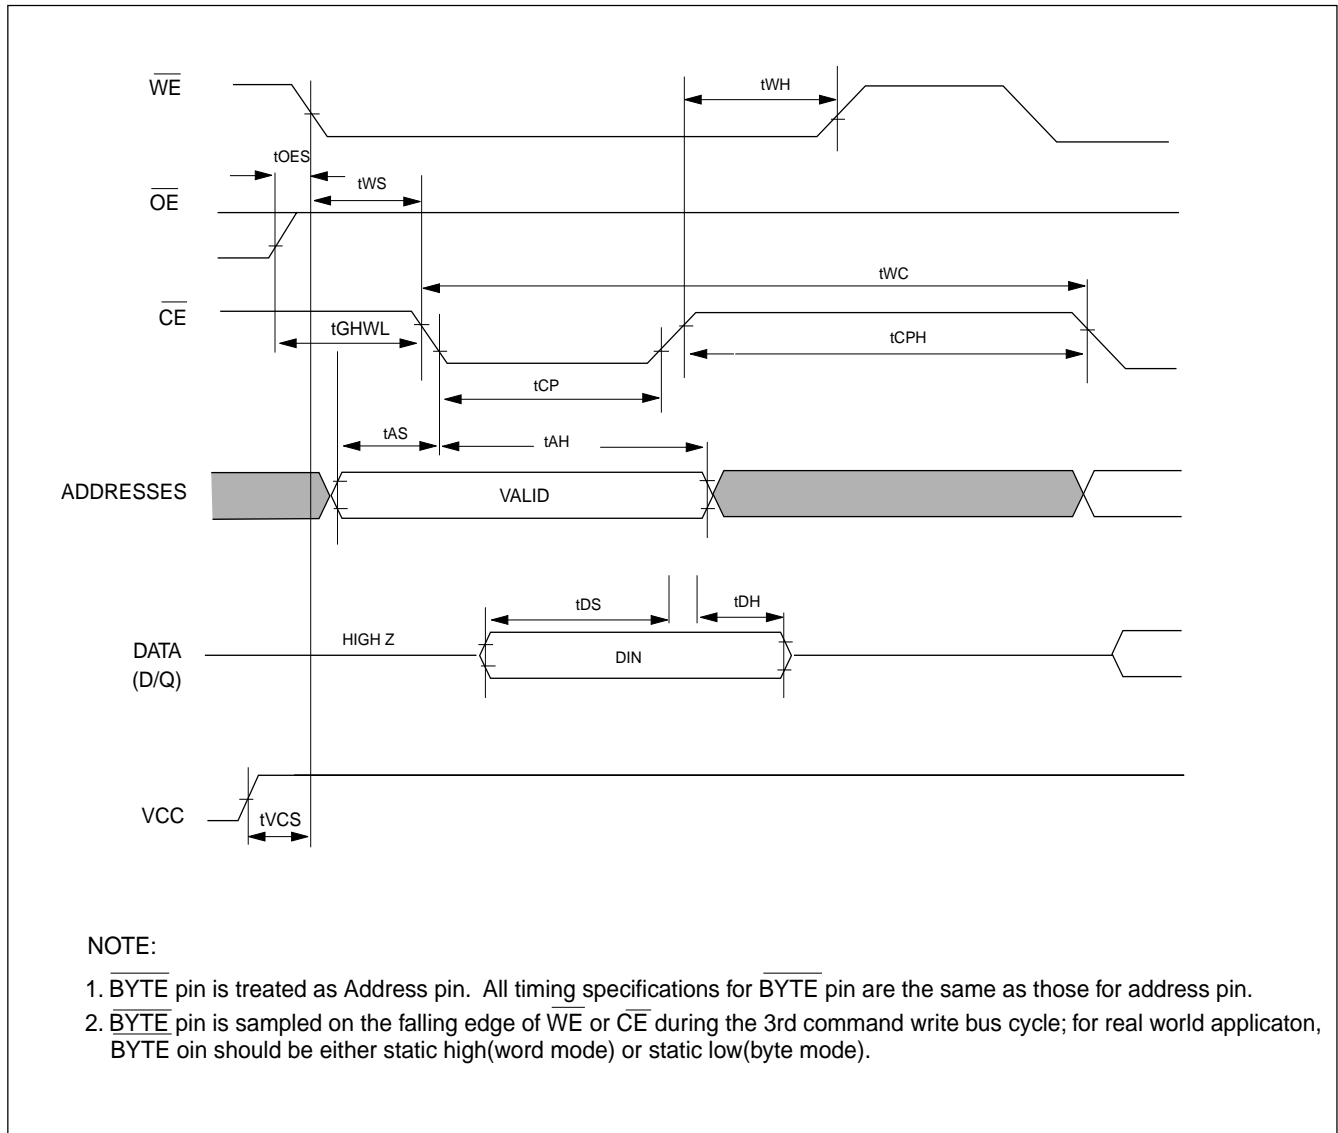 WE
tWH
tOES
tWS
OE
tWC
CE
tGHWL
tCPH
tCP
tAS
tAH
ADDRESSES
VALID
tDS
tDH
HIGH Z
DATA
(D/Q)
DIN
VCC
tVCS
NOTE:
1. BYTE pin is treated as Address pin. All timing specifications for BYTE pin are the same as those for address pin.
2. BYTE pin is sampled on the falling edge of WE or CE during the 3rd command write bus cycle; for real world applicaton,
BYTE oin should be either static high(word mode) or static low(byte mode).